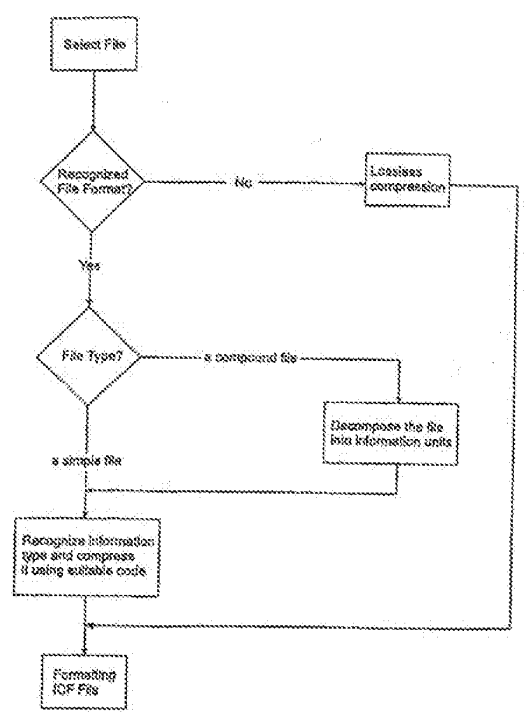 Select File
Recognized
File Format?
No
Lossless
compression
Yes
File Type?
a compound file
Decompose the file
into information units
a simple file
Recognize information
type and compress
it using suitable code
Formatting
File